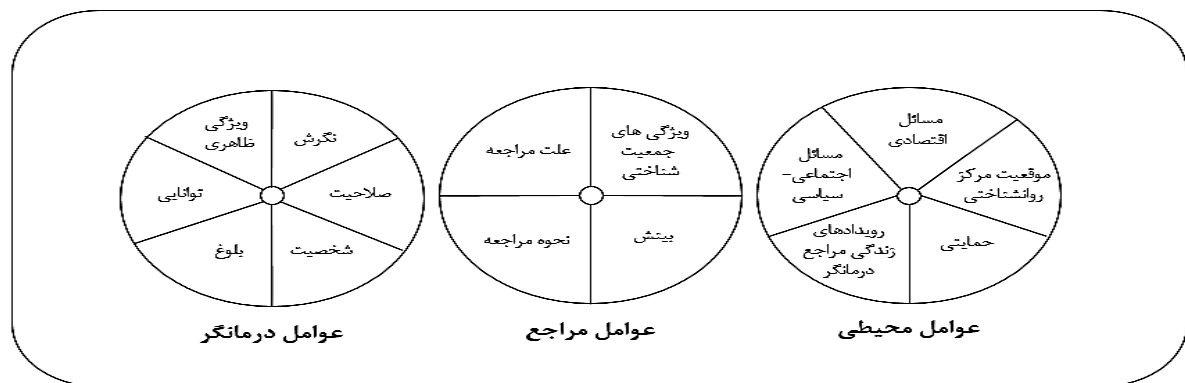 مسائل
اقتصادی
موقعیت مرکز
روانشناختی
حمایتی
رویدادهای
زندگی مراجع
درمانگر
مسائل
اجتماعی-
سیاسی
عوامل محیطی
ویژگی های
جمعیت
شناختی
بینش
نحوه مراجعه
علت مراجعه
عوامل مراجع
نگرش
صلاحیت
شخصیت
بلوغ
توانایی
ویژگی
ظاهری
عوامل درمانگر